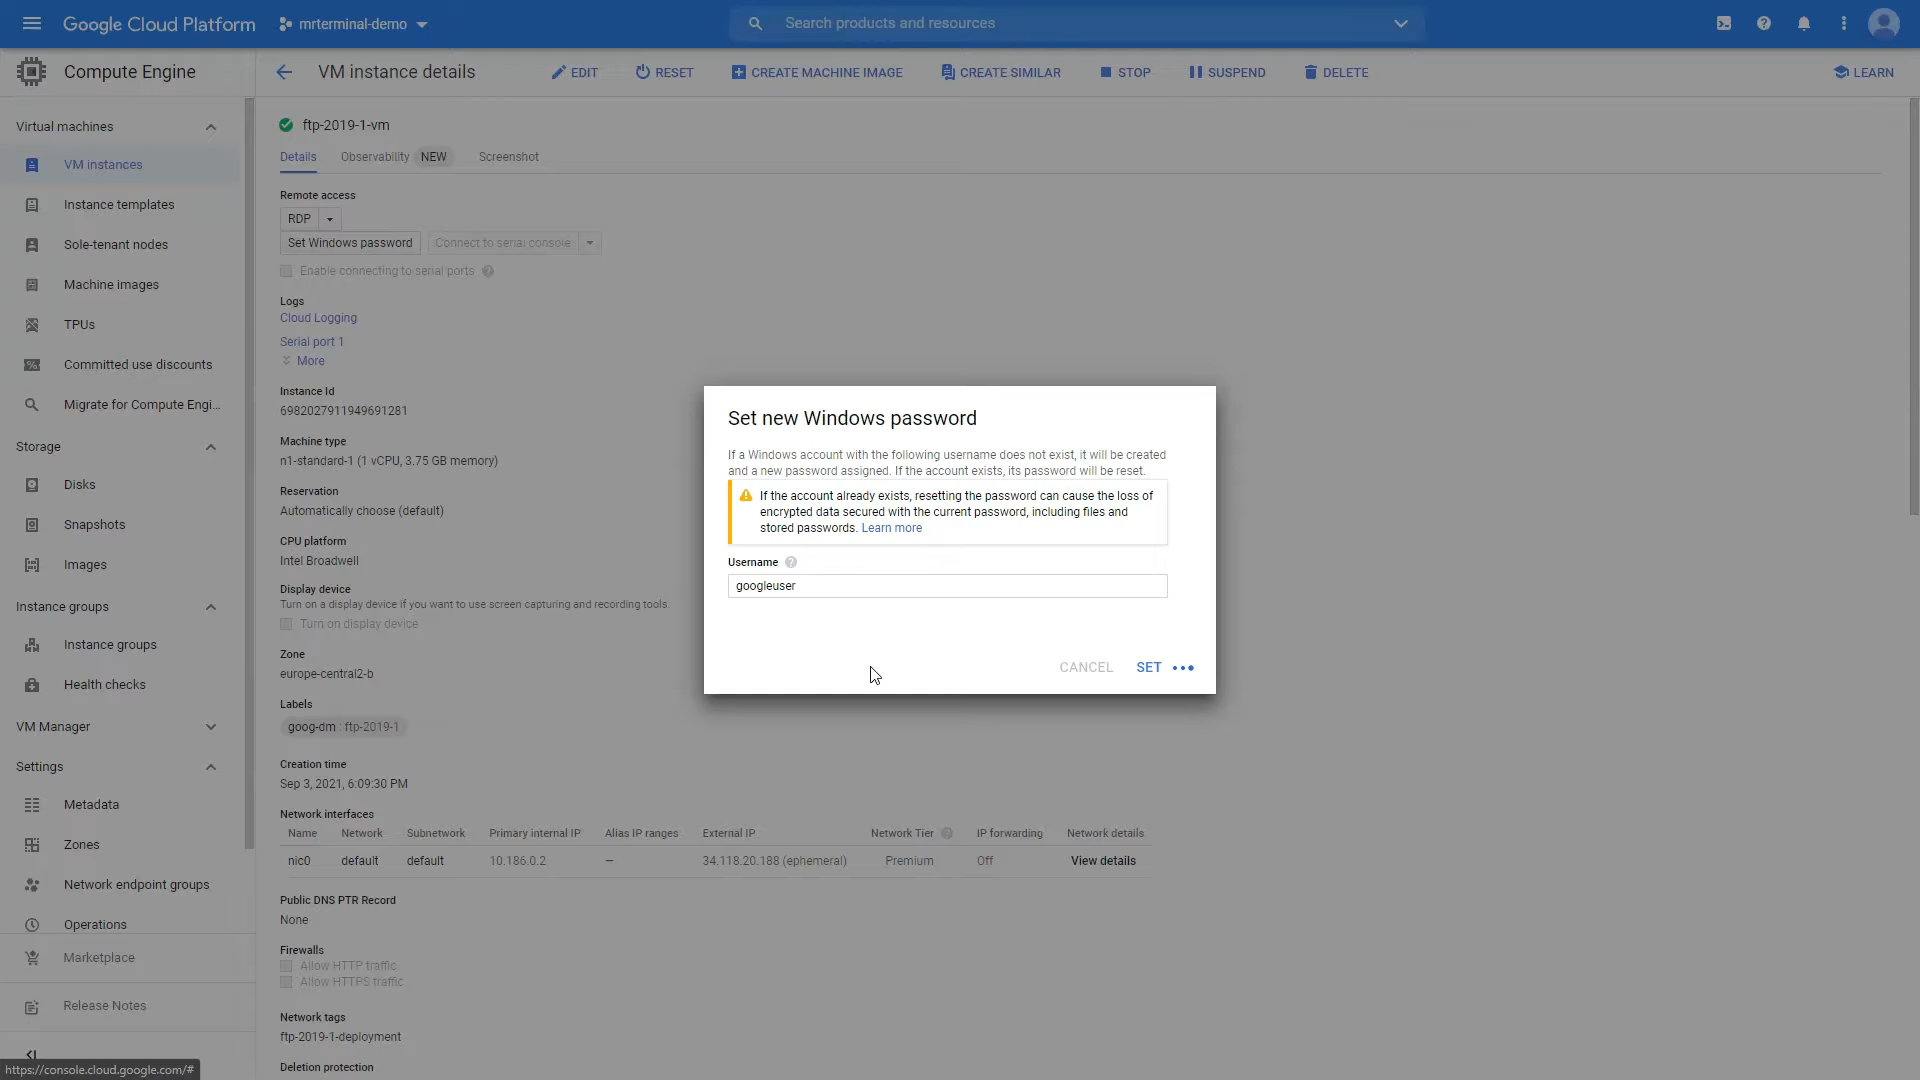 Google Cloud Platform
mrterminal-demo
Search products and resources
Compute Engine
VM instance details
EDIT
RESET
CREATE MACHINE IMAGE
CREATE SIMILAR
STOP
SUSPEND
DELETE
LEARN
Virtual machines
VM instances
Instance templates
Sole-tenant nodes
Machine images
TPUs
Committed use discounts
Migrate for Compute Engi...
Storage
Disks
Snapshots
Images
Instance groups
Instance groups
Health checks
VM Manager
Settings
Metadata
Zones
Network endpoint groups
Operations
Marketplace
Release Notes
https://console.cloud.google.com/#
ftp-2019-1-vm
Details
Observability NEW
Screenshot
Remote access
RDP
Set Windows password
Connect to serial console
Enable connecting to serial ports
Logs
Cloud Logging
Serial port 1
More
Instance Id
6982027911949691281
Machine type
n1-standard-1 (1 vCPU, 3.75 GB memory)
Reservation
Automatically choose (default)
CPU platform
Intel Broadwell
Display device
Turn on a display device if you want to use screen capturing and recording tools.
Turn on display device
Zone
europe-central2-b
Labels
goog-dm : ftp-2019-1
Creation time
Sep 3, 2021, 6:09:30 PM
Network interfaces
Name Network Subnetwork Primary internal IP Alias IP ranges External IP Network Tier IP forwarding Network details
nic0 default default 10.186.0.2 — 34.118.20.188 (ephemeral) Premium Off View details
Public DNS PTR Record
None
Firewalls
Allow HTTP traffic
Allow HTTPS traffic
Network tags
ftp-2019-1-deployment
Deletion protection
Set new Windows password
If a Windows account with the following username does not exist, it will be created
and a new password assigned. If the account exists, its password will be reset.
If the account already exists, resetting the password can cause the loss of
encrypted data secured with the current password, including files and
stored passwords. Learn more
Username
googleuser
CANCEL
SET